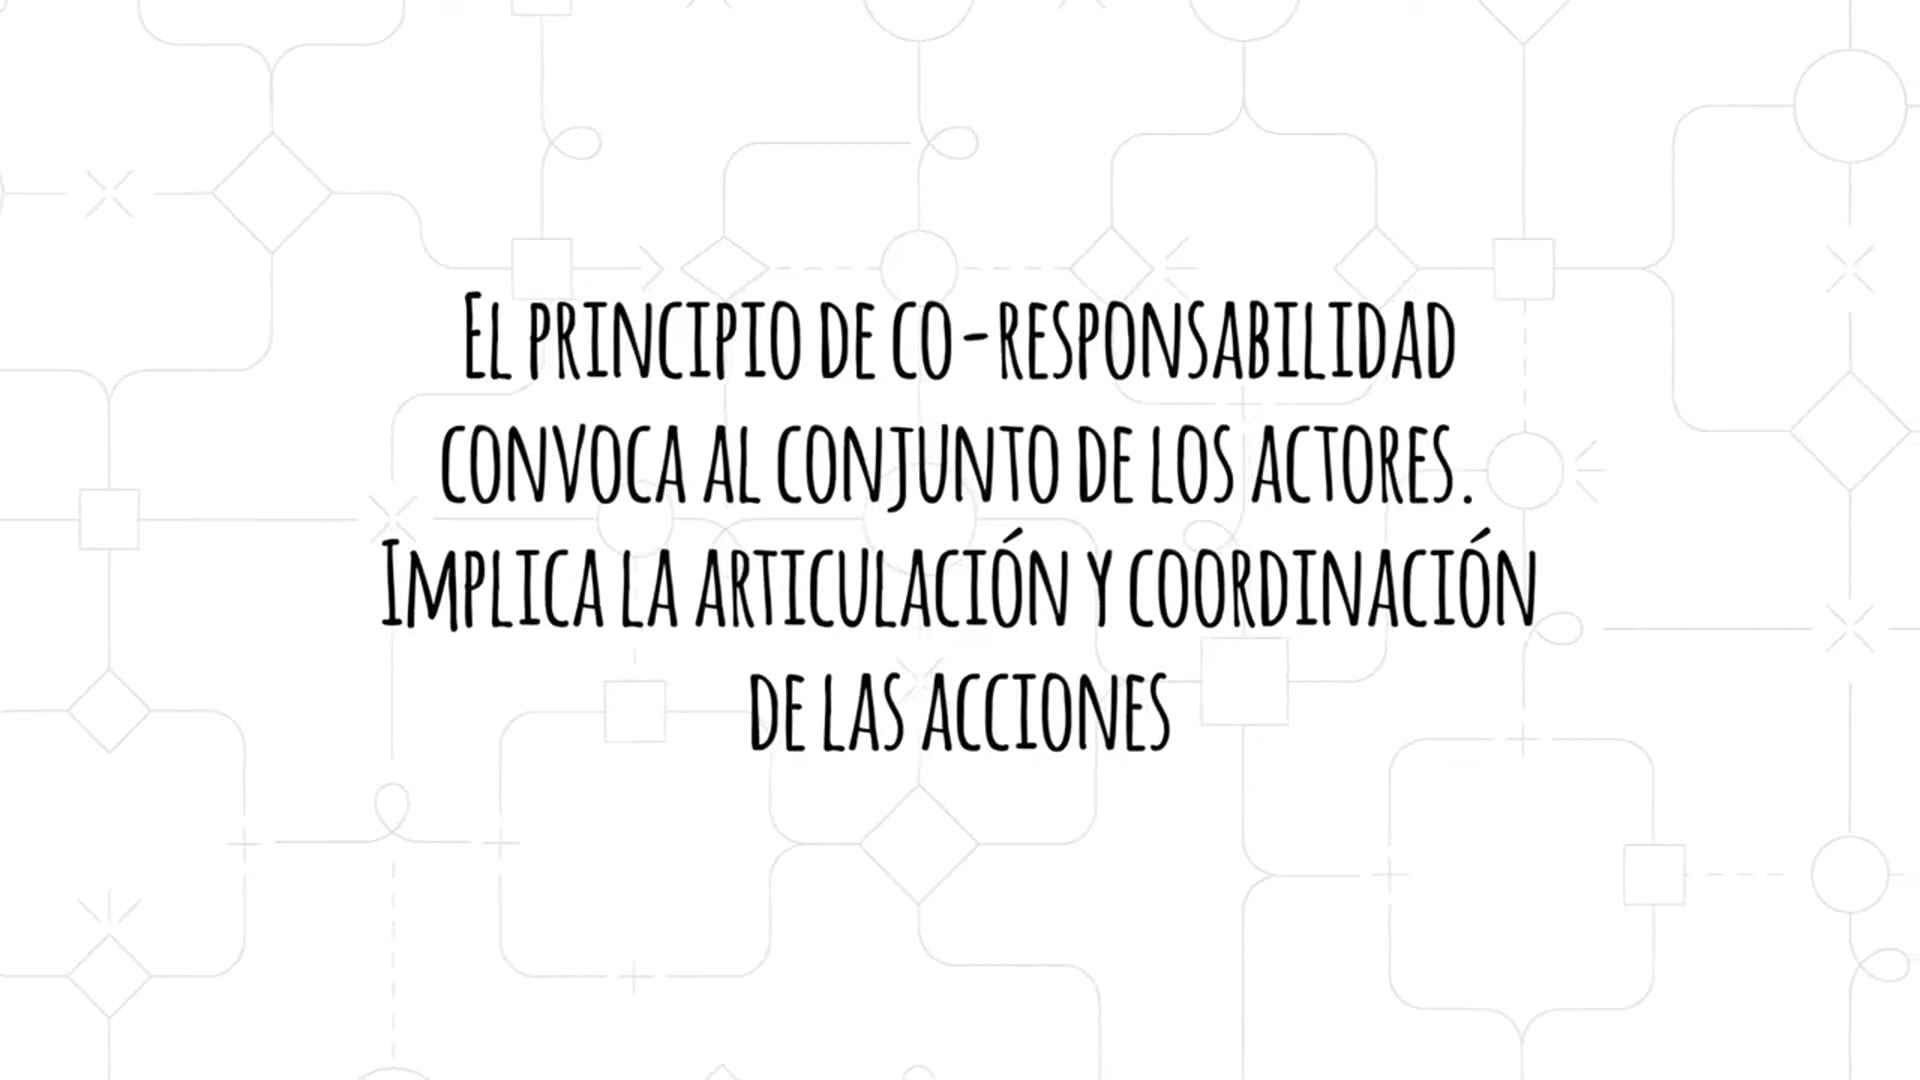 El principio de co-responsabilidad
convoca al conjunto de los actores.
Implica la articulación y coordinación
de las acciones